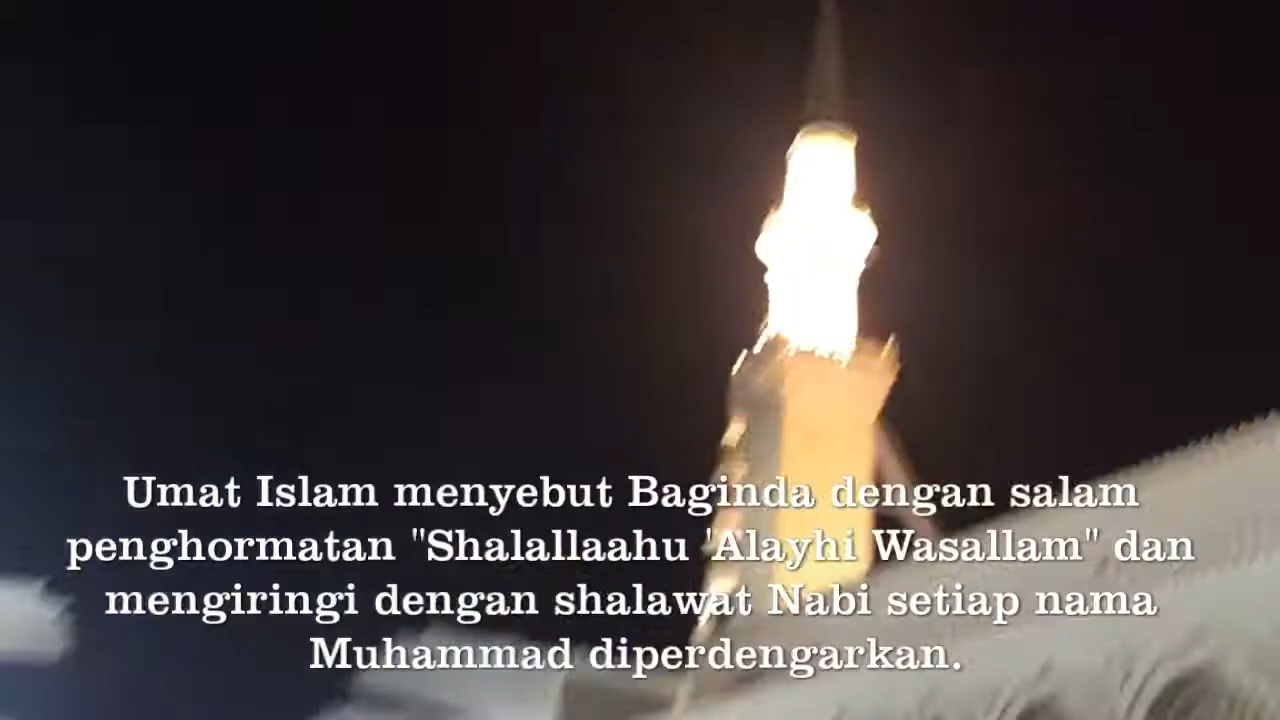 Umat Islam menyebut Baginda dengan salam
penghormatan "Shalallaahu 'Alayhi Wasallam" dan
mengiringi dengan shalawat Nabi setiap nama
Muhammad diperdengarkan.